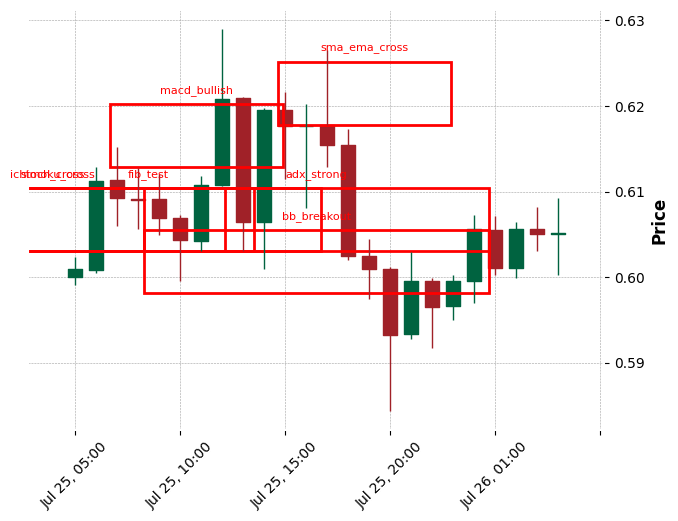 0.63
sma_ema_cross
macd_bullish
0.62
stoch_cross
fib_test
adx_strong
0.61
bb_breakout
Price
0.60
0.59
Jul 25, 05:00
Jul 25, 10:00
Jul 25, 15:00
Jul 25, 20:00
Jul 26, 01:00